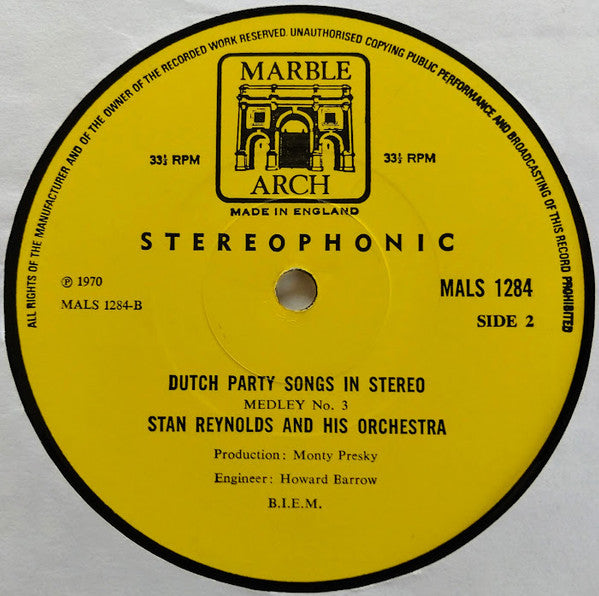 ALL RIGHTS OF THE MANUFACTURER AND OF THE OWNER OF THE RECORDED WORK RESERVED. UNAUTHORISED COPYING PUBLIC PERFORMANCE AND BROADCASTING OF THIS RECORD PROHIBITED
MARBLE
ARCH
33⅓ RPM
33⅓ RPM
MADE IN ENGLAND
STEREOPHONIC
℗ 1970
MALS 1284
MALS 1284-B
SIDE 2
DUTCH PARTY SONGS IN STEREO
MEDLEY No. 3
STAN REYNOLDS AND HIS ORCHESTRA
Production: Monty Presky
Engineer: Howard Barrow
B.I.E.M.